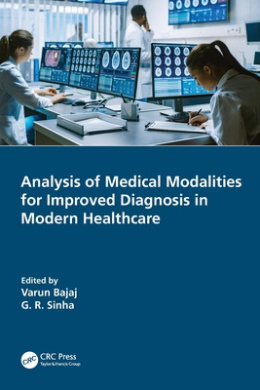 Analysis of Medical Modalities
for Improved Diagnosis in
Modern Healthcare
Edited by
Varun Bajaj
G. R. Sinha
CRC
CRC Press
Taylor & Francis Group